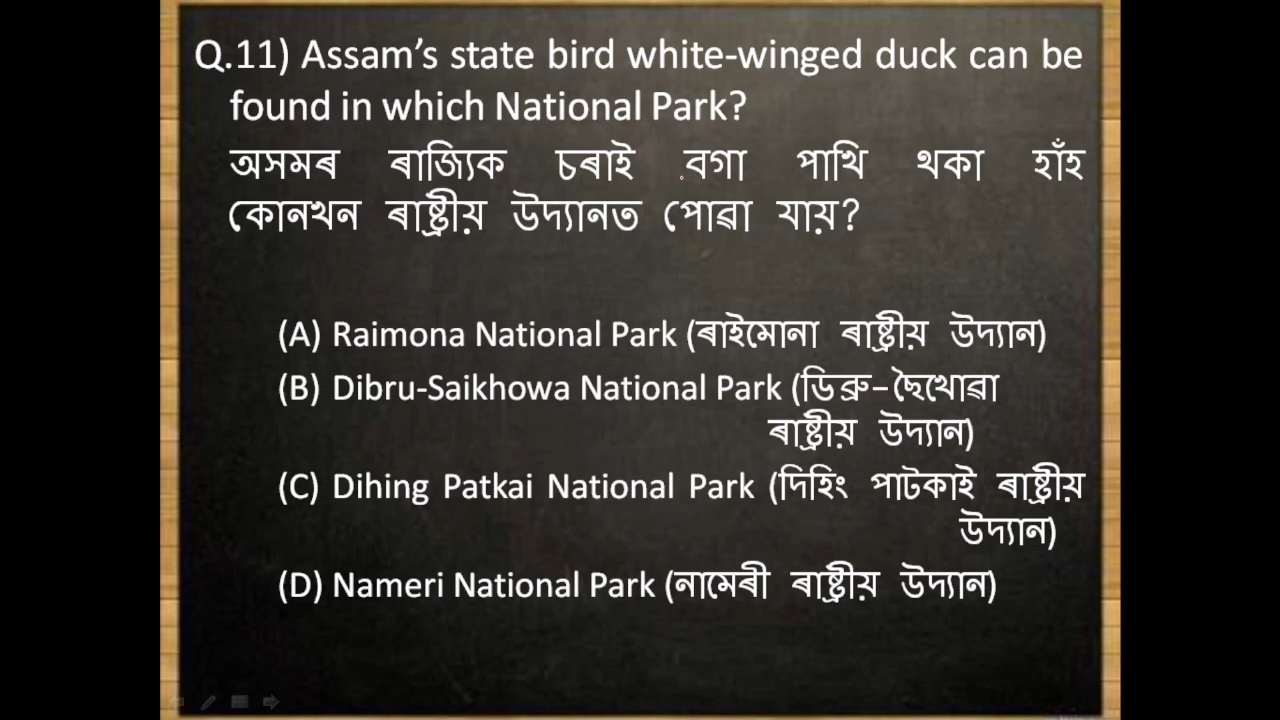 Q.11) Assam’s state bird white-winged duck can be
found in which National Park?
অসমৰ ৰাজ্যিক চৰাই বগা পাখি থকা হাঁহ
কোনখন ৰাষ্ট্ৰীয় উদ্যানত পোৱা যায়?
(A) Raimona National Park (ৰাইমোনা ৰাষ্ট্ৰীয় উদ্যান)
(B) Dibru-Saikhowa National Park (ডিব্ৰু-ছৈখোৱা
ৰাষ্ট্ৰীয় উদ্যান)
(C) Dihing Patkai National Park (দিহিং পাটকাই ৰাষ্ট্ৰীয়
উদ্যান)
(D) Nameri National Park (নামেৰী ৰাষ্ট্ৰীয় উদ্যান)